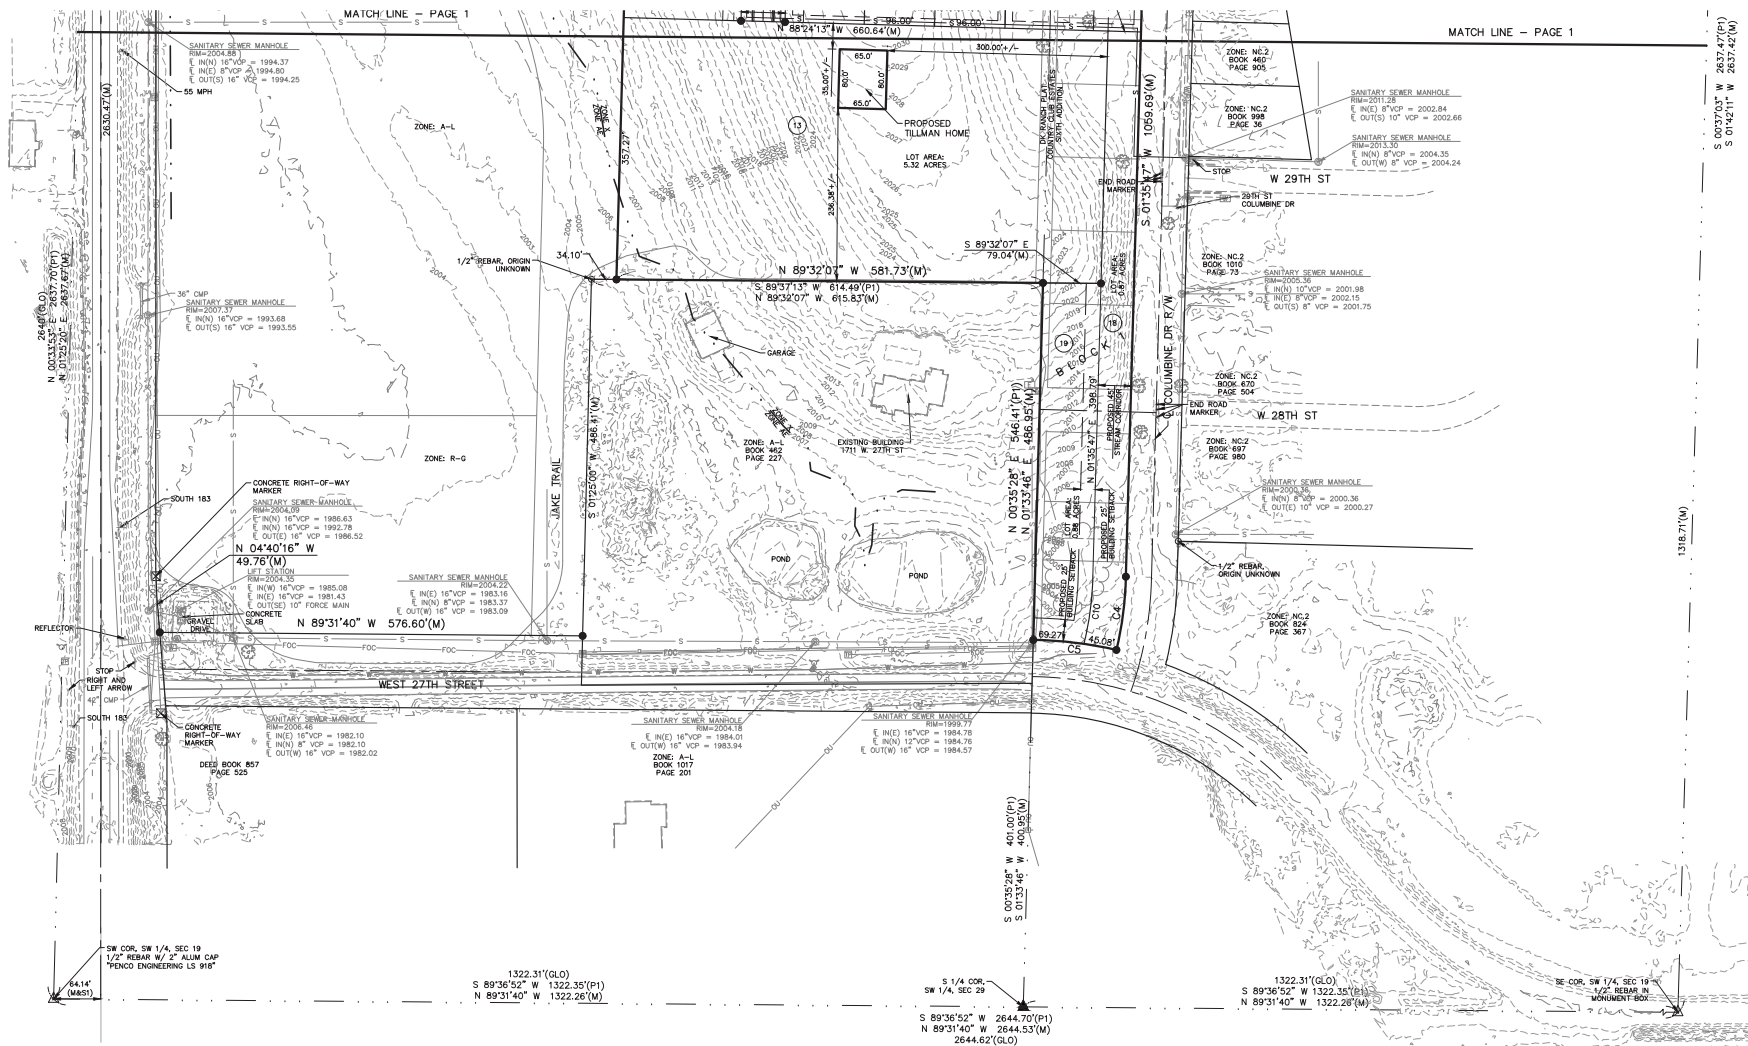 MATCH LINE - PAGE 1
MATCH LINE - PAGE 1
S 96.00'
S 96.00'
N 88°24'13" W 660.64'(M)
300.00'+/-
SANITARY SEWER MANHOLE
RIM=2004.88
IN(N) 16"VCP = 1994.37
IN(E) 8"VCP = 1994.80
OUT(S) 16" VCP = 1994.25
55 MPH
2630.47'(M)
ZONE: A-L
357.27'
35.00'+/-
65.0'
80.0'
80.0'
65.0'
PROPOSED
TILLMAN HOME
13
LOT AREA:
5.32 ACRES
236.38'+/-
DK RANCH PLAT
COUNTRY CLUB ESTATES
SIXTH ADDITION
S 01°35'47" W 1059.69'(M)
ZONE: NC.2
BOOK 460
PAGE 905
ZONE: NC.2
BOOK 998
PAGE 36
SANITARY SEWER MANHOLE
RIM=2011.28
IN(E) 8"VCP = 2002.84
OUT(S) 10" VCP = 2002.66
SANITARY SEWER MANHOLE
RIM=2013.30
IN(N) 8"VCP = 2004.35
OUT(W) 8" VCP = 2004.24
S 00°37'03" W 2637.47'(P1)
S 01°42'11" W 2637.42'(M)
STOP
W 29TH ST
END ROAD
MARKER
29TH ST
COLUMBINE DR
1/2" REBAR, ORIGIN
UNKNOWN
34.10'
S 89°32'07" E
79.04'(M)
N 89°32'07" W 581.73'(M)
S 89°37'13" W 614.49'(P1)
N 89°32'07" W 615.83'(M)
LOT AREA:
0.87 ACRES
ZONE: NC.2
BOOK 1010
PAGE 73
SANITARY SEWER MANHOLE
RIM=2005.36
IN(N) 10"VCP = 2001.98
IN(E) 8"VCP = 2002.15
OUT(S) 8" VCP = 2001.75
2640'(GLO)
N 00°33'53" E 2637.70'(P1)
N 01°25'20" E 2637.67'(M)
36" CMP
SANITARY SEWER MANHOLE
RIM=2007.37
IN(N) 16"VCP = 1993.68
OUT(S) 16" VCP = 1993.55
GARAGE
18
19
BLOCK 1
COLUMBINE DR R/W
ZONE: NC.2
BOOK 670
PAGE 504
END ROAD
MARKER
W 28TH ST
ZONE X
ZONE AE
ZONE: A-L
BOOK 462
PAGE 227
EXISTING BUILDING
1711 W. 27TH ST
ZONE: R-G
JAKE TRAIL
S 01°25'00" W 486.41'(M)
N 00°35'28" E 546.41'(P1)
N 01°33'46" E 486.95'(M)
N 01°35'47" E 398.79'
PROPOSED 45'
STREAM CORRIDOR
ZONE: NC.2
BOOK 697
PAGE 980
SANITARY SEWER MANHOLE
RIM=2000.36
IN(N) 8"VCP = 2000.36
OUT(E) 10" VCP = 2000.27
SOUTH 183
CONCRETE RIGHT-OF-WAY
MARKER
SANITARY SEWER MANHOLE
RIM=2004.09
IN(N) 16"VCP = 1986.63
IN(N) 16"VCP = 1992.78
OUT(E) 16" VCP = 1986.52
N 04°40'16" W
49.76'(M)
LIFT STATION
RIM=2004.35
IN(W) 16"VCP = 1985.08
IN(E) 16"VCP = 1981.43
OUT(SE) 10" FORCE MAIN
CONCRETE
SLAB
GRAVEL
DRIVE
SANITARY SEWER MANHOLE
RIM=2004.22
IN(E) 16"VCP = 1983.16
IN(N) 8"VCP = 1983.37
OUT(W) 16" VCP = 1983.09
N 89°31'40" W 576.60'(M)
POND
POND
LOT AREA:
0.88 ACRES
PROPOSED 25'
BUILDING SETBACK
PROPOSED 25'
BUILDING SETBACK
C10
C4
69.27'
45.08'
C5
1/2" REBAR,
ORIGIN UNKNOWN
ZONE: NC.2
BOOK 824
PAGE 367
1318.71'(M)
REFLECTOR
STOP
RIGHT AND
LEFT ARROW
42" CMP
SOUTH 183
WEST 27TH STREET
CONCRETE
RIGHT-OF-WAY
MARKER
DEED BOOK 857
PAGE 525
SANITARY SEWER MANHOLE
RIM=2006.46
IN(E) 16"VCP = 1982.10
IN(N) 8" VCP = 1982.10
OUT(W) 16" VCP = 1982.02
SANITARY SEWER MANHOLE
RIM=2004.18
IN(E) 16"VCP = 1984.01
OUT(W) 16" VCP = 1983.94
ZONE: A-L
BOOK 1017
PAGE 201
SANITARY SEWER MANHOLE
RIM=1999.77
IN(E) 16"VCP = 1984.78
IN(N) 12"VCP = 1984.76
OUT(W) 16" VCP = 1984.57
S 00°35'28" W 401.00'(P1)
S 01°33'46" W 400.95'(M)
SW COR, SW 1/4, SEC 19
1/2" REBAR W/ 2" ALUM CAP
"PENCO ENGINEERING LS 918"
64.14'
(M&S1)
1322.31'(GLO)
S 89°36'52" W 1322.35'(P1)
N 89°31'40" W 1322.26'(M)
S 1/4 COR,
SW 1/4, SEC 29
S 89°36'52" W 2644.70'(P1)
N 89°31'40" W 2644.53'(M)
2644.62'(GLO)
1322.31'(GLO)
S 89°36'52" W 1322.35'(P1)
N 89°31'40" W 1322.26'(M)
SE COR, SW 1/4, SEC 19
1/2" REBAR IN
MONUMENT BOX